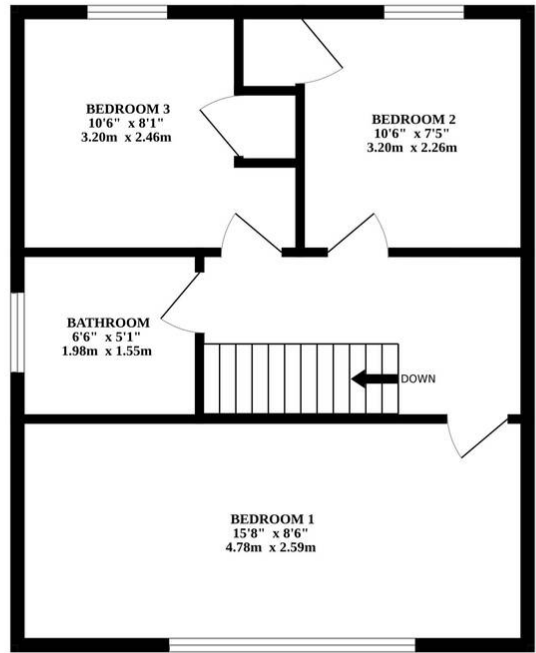 BEDROOM 3
10'6" x 8'1"
3.20m x 2.46m
BEDROOM 2
10'6" x 7'5"
3.20m x 2.26m
BATHROOM
6'6" x 5'1"
1.98m x 1.55m
DOWN
BEDROOM 1
15'8" x 8'6"
4.78m x 2.59m